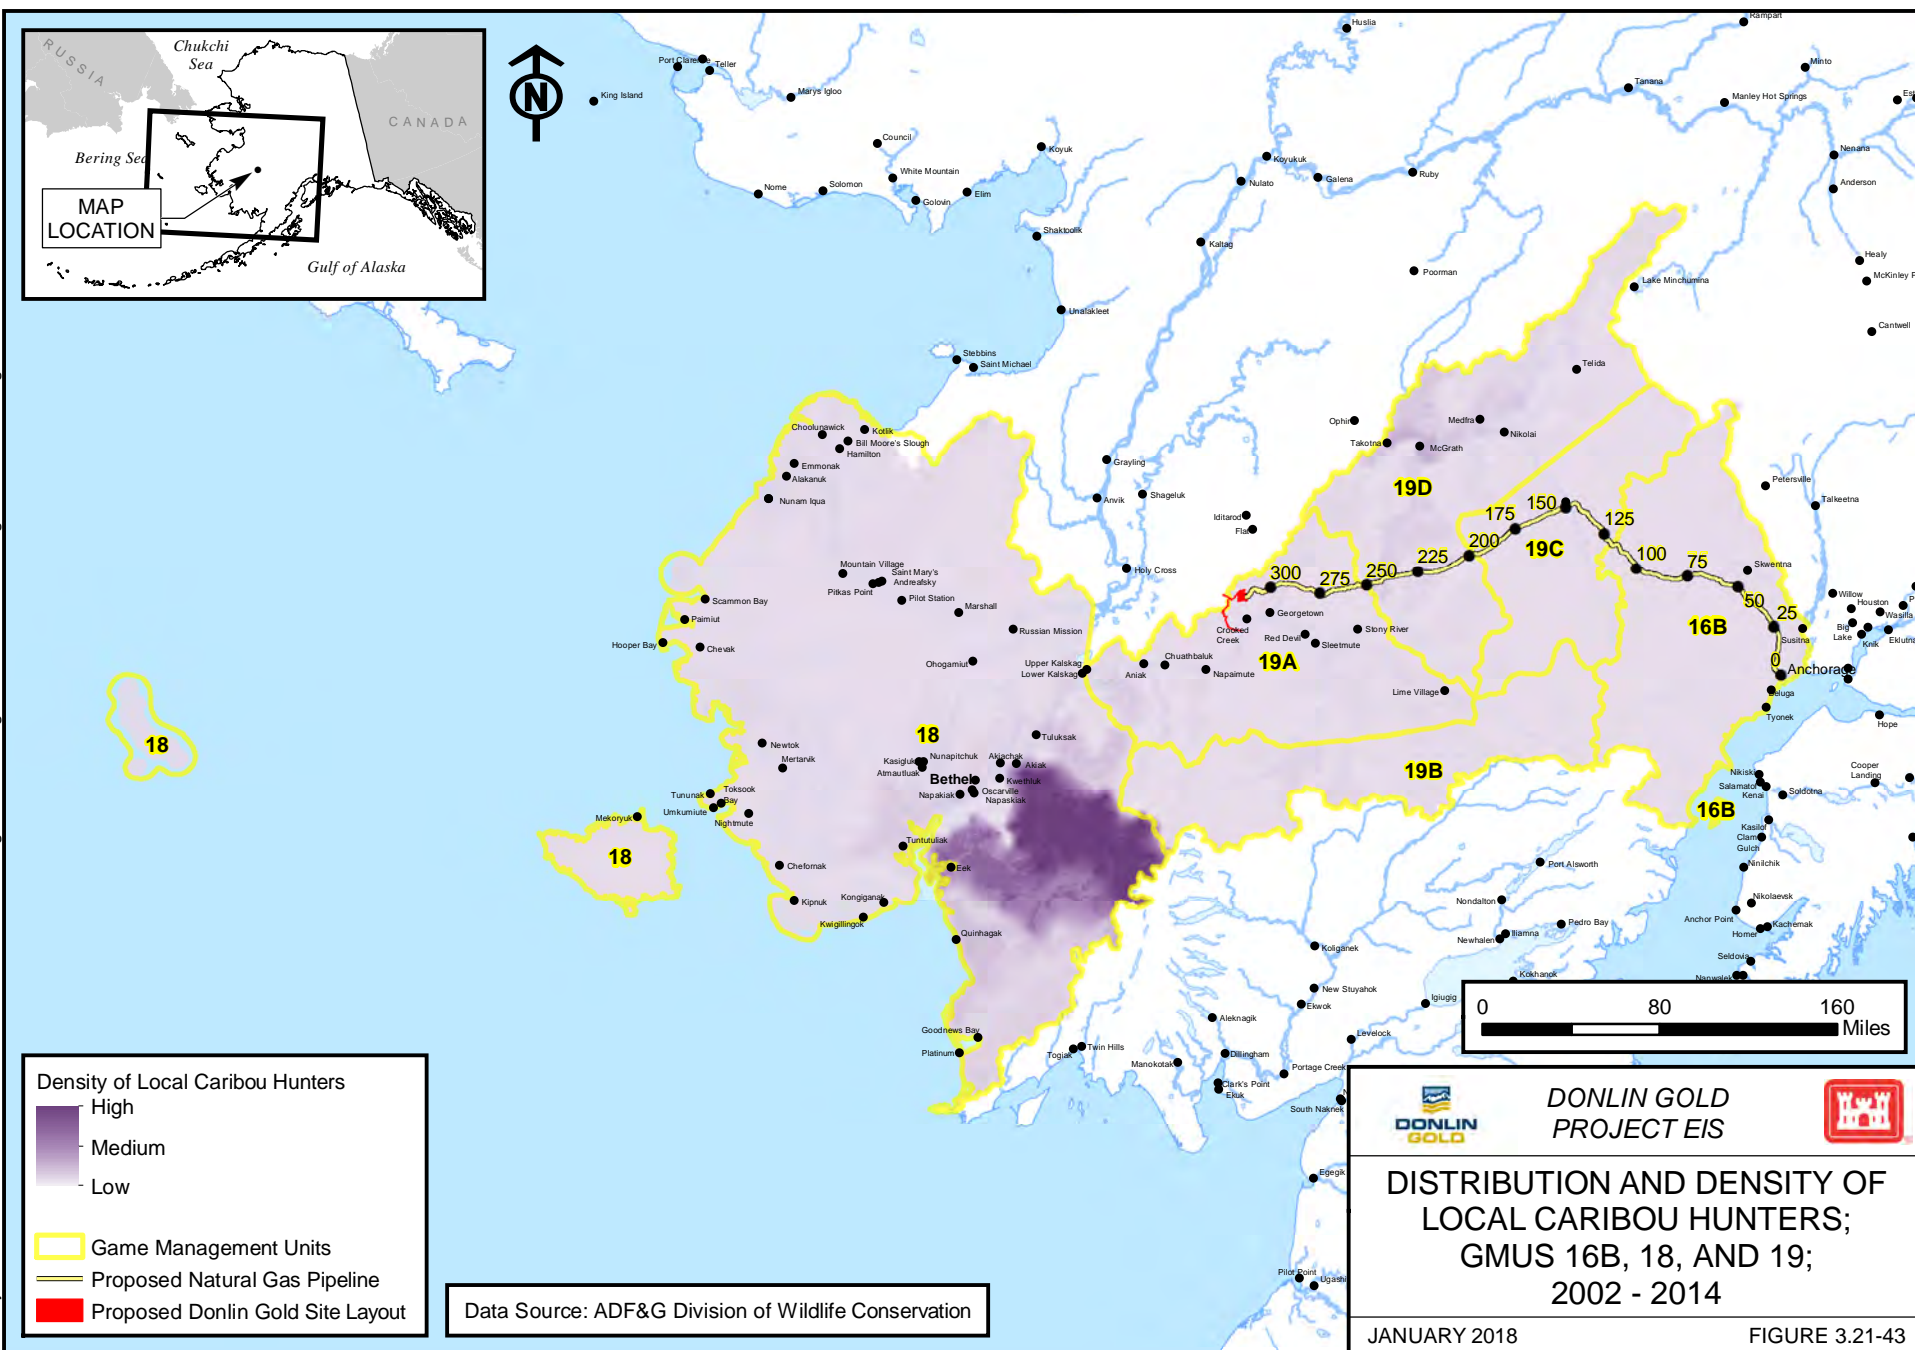 RUSSIA
Chukchi
Sea
CANADA
Bering Sea
MAP
LOCATION
Gulf of Alaska
N
Port Clarence
Teller
King Island
Marys Igloo
Council
Koyuk
White Mountain
Nome
Solomon
Elim
Golovin
Shaktoolik
Unalakleet
Stebbins
Saint Michael
Huslia
Rampart
Minto
Tanana
Manley Hot Springs
Koyukuk
Nulato
Galena
Ruby
Nenana
Anderson
Kaltag
Poorman
Healy
Lake Minchumina
Cantwell
Telida
Ophir
Medfra
Nikolai
Takotna
McGrath
19D
Petersville
Talkeetna
Grayling
Anvik
Shageluk
Iditarod
Flat
Holy Cross
Choolunawick
Kotlik
Bill Moore's Slough
Hamilton
Emmonak
Alakanuk
Nunam Iqua
Mountain Village
Saint Mary's
Andreafsky
Pitkas Point
Pilot Station
Marshall
Russian Mission
Scammon Bay
Paimiut
Hooper Bay
Chevak
Ohogamiut
Upper Kalskag
Lower Kalskag
300
275
250
225
200
175
150
125
100
75
50
25
0
19C
16B
Skwentna
Susitna
Willow
Houston
Wasilla
Big
Lake
Knik
Eklutna
Anchorage
Beluga
Tyonek
Hope
Crooked
Creek
Georgetown
Red Devil
Sleetmute
Stony River
19A
Aniak
Chuathbaluk
Napaimute
Lime Village
18
18
18
Newtok
Mertarvik
Tuluksak
Kasigluk
Nunapitchuk
Atmautluak
Akiachak
Akiak
Bethel
Kwethluk
Oscarville
Napakiak
Napaskiak
Tununak
Toksook
Bay
Umkumiute
Nightmute
Mekoryuk
Tuntutuliak
Eek
Chefornak
Kipnuk
Kongiganak
Kwigillingok
Quinhagak
19B
16B
Nikiski
Salamatof
Kenai
Soldotna
Cooper
Landing
Kasilof
Clam
Gulch
Ninilchik
Nikolaevsk
Anchor Point
Homer
Kachemak
Seldovia
Nanwalek
Port Alsworth
Nondalton
Pedro Bay
Newhalen
Iliamna
Kokhanok
Koliganek
New Stuyahok
Ekwok
Igiugig
Levelock
Aleknagik
Dillingham
Manokotak
Clark's Point
Ekuk
Portage Creek
South Naknek
Togiak
Twin Hills
Goodnews Bay
Platinum
Egegik
Pilot Point
0 80 160
Miles
Density of Local Caribou Hunters
High
Medium
Low
Game Management Units
Proposed Natural Gas Pipeline
Proposed Donlin Gold Site Layout
Data Source: ADF&G Division of Wildlife Conservation
DONLIN
GOLD
DONLIN GOLD
PROJECT EIS
DISTRIBUTION AND DENSITY OF
LOCAL CARIBOU HUNTERS;
GMUS 16B, 18, AND 19;
2002 - 2014
JANUARY 2018
FIGURE 3.21-43